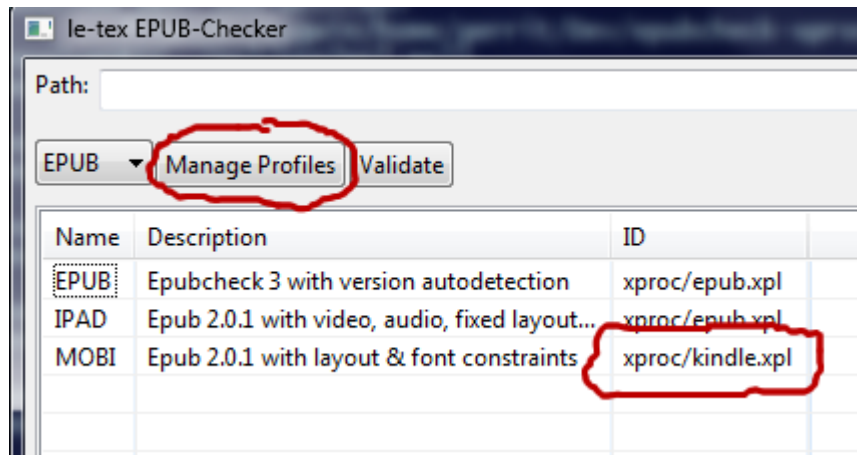 le-tex EPUB-Checker
Path:
EPUB Manage Profiles Validate
Name Description ID
EPUB Epubcheck 3 with version autodetection xproc/epub.xpl
IPAD Epub 2.0.1 with video, audio, fixed layout... xproc/epub.xpl
MOBI Epub 2.0.1 with layout & font constraints xproc/kindle.xpl